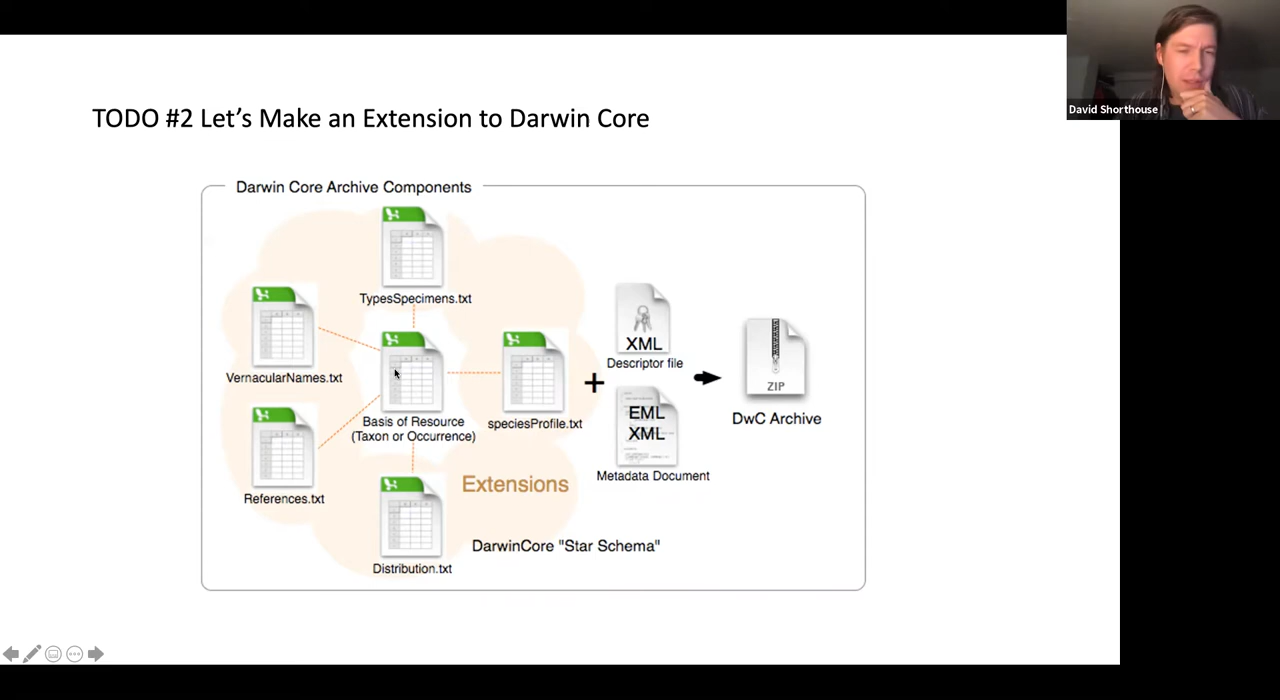 David Shorthouse
TODO #2 Let's Make an Extension to Darwin Core
Darwin Core Archive Components
TypesSpecimens.txt
VernacularNames.txt
Basis of Resource
(Taxon or Occurrence)
speciesProfile.txt
References.txt
Extensions
Distribution.txt
DarwinCore "Star Schema"
XML
Descriptor file
+
EML
XML
Metadata Document
ZIP
DwC Archive